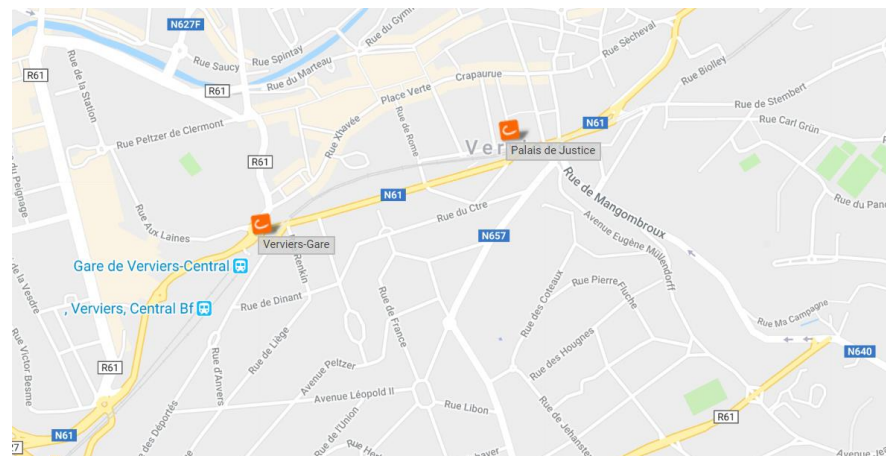 N627F
Rue du Gym
Rue Saucy
Rue Spintay
Rue du Marteau
Rue Sècheval
Crapaurue
Rue Biolley
R61
Rue de la Station
R61
Place Verte
Rue de Stembert
Rue Peltzer de Clermont
Rue Xhavée
Rue de Rome
N61
Rue Carl Grün
Ver
Palais de Justice
R61
Rue du Peignage
N61
Rue de Mangombroux
Rue du Pan
Rue Aux Laines
Rue du Ctre
Avenue Eugène Müllendorff
N657
Verviers-Gare
Renkin
Gare de Verviers-Central
la Vesdre
Rue de Dinant
Rue des Coteaux
Rue Pierre Fluche
, Verviers, Central Bf
Rue de France
Rue Ma Campagne
Rue de Liège
Rue des Hougnes
N640
Rue Victor Besme
R61
Rue d'Anvers
Avenue Peltzer
Avenue Léopold II
Rue Libon
R61
Rue de l'Union
Rue de Jehanster
N61
des Déportés
Rue
Avenue